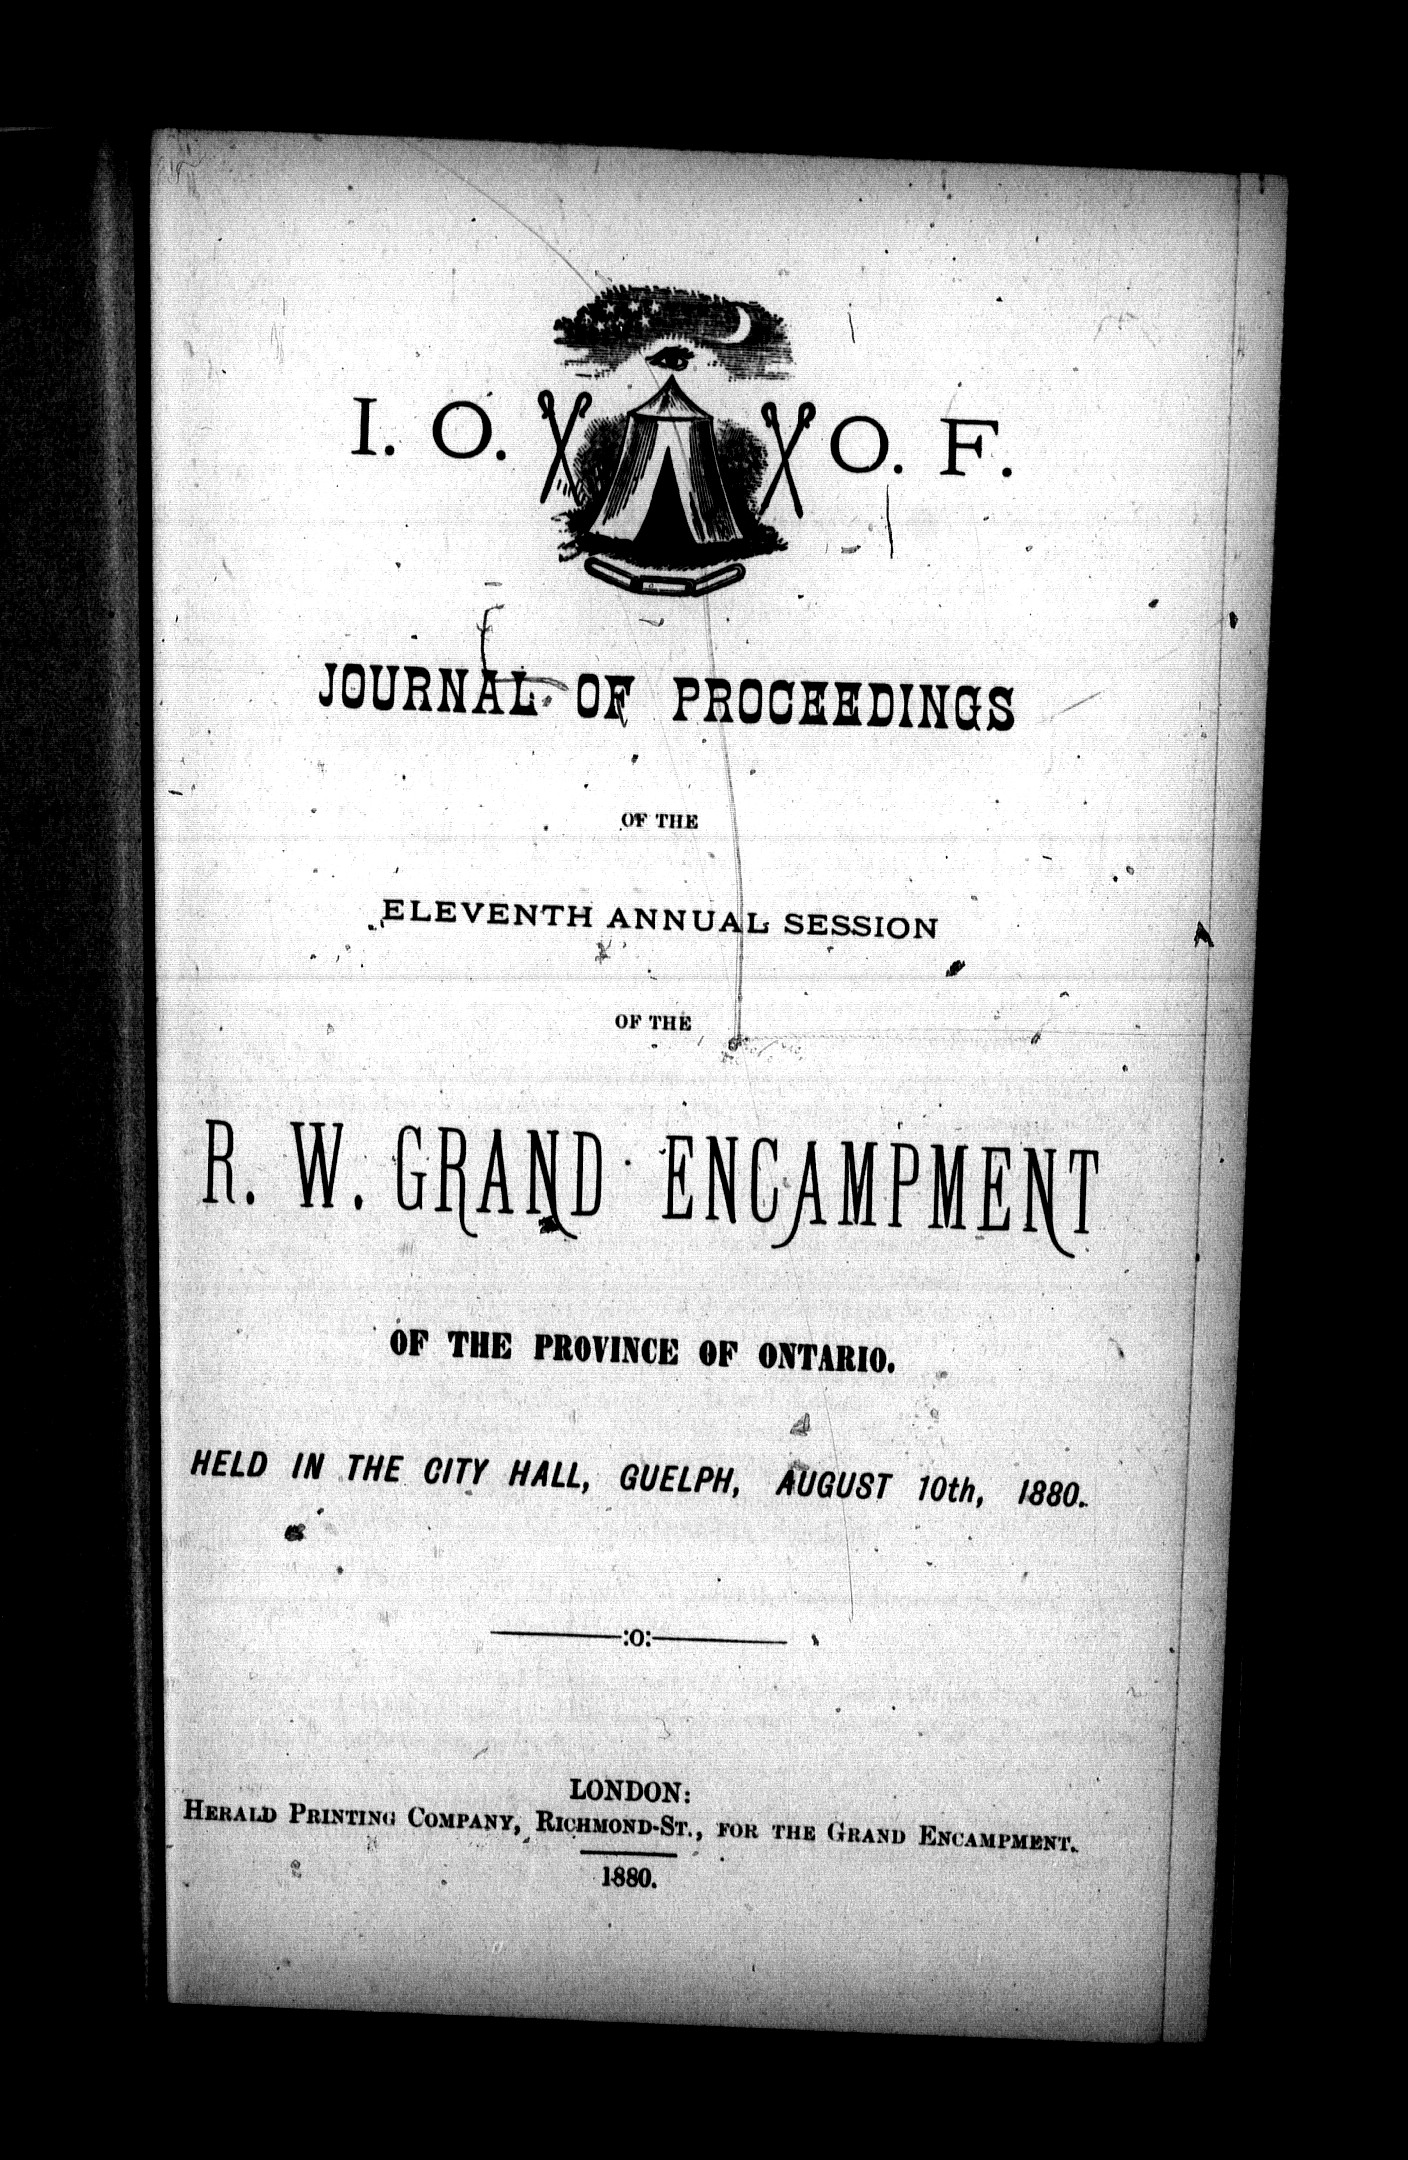 I. O. O. F.
JOURNAL OF PROCEEDINGS
OF THE
ELEVENTH ANNUAL SESSION
OF THE
R. W. GRAND ENCAMPMENT
OF THE PROVINCE OF ONTARIO.
HELD IN THE CITY HALL, GUELPH, AUGUST 10th, 1880.
:O:
LONDON:
HERALD PRINTING COMPANY, RICHMOND-ST., FOR THE GRAND ENCAMPMENT.
1880.